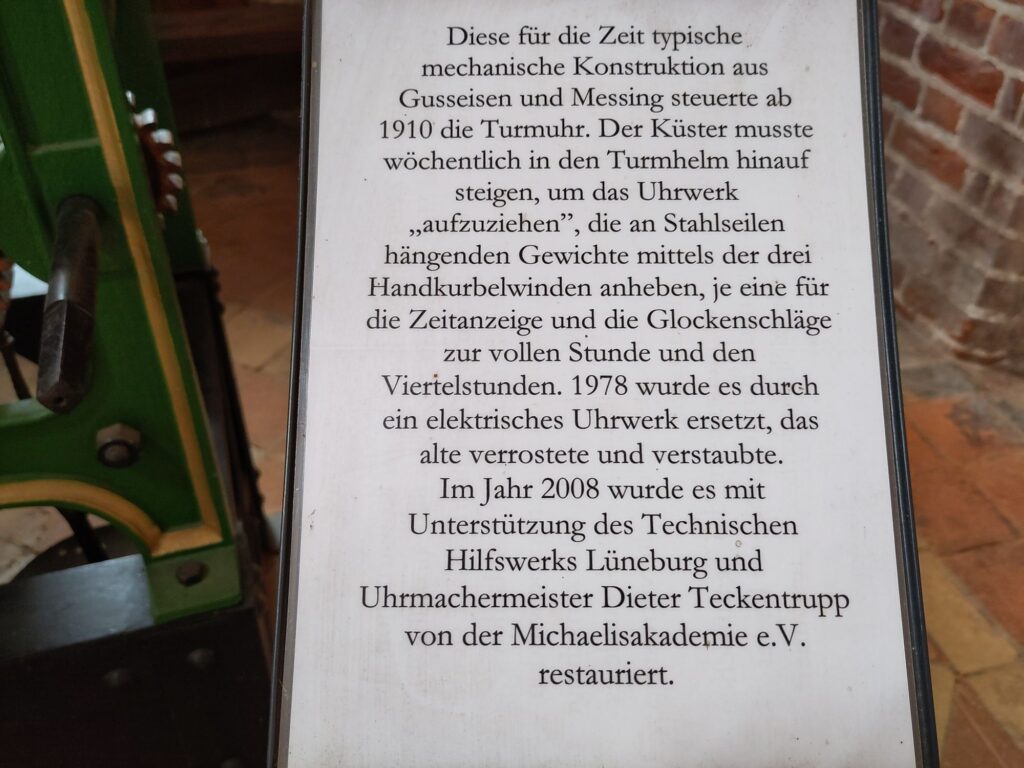 Diese für die Zeit typische
mechanische Konstruktion aus
Gusseisen und Messing steuerte ab
1910 die Turmuhr. Der Küster musste
wöchentlich in den Turmhelm hinauf
steigen, um das Uhrwerk
„aufzuziehen”, die an Stahlseilen
hängenden Gewichte mittels der drei
Handkurbelwinden anheben, je eine für
die Zeitanzeige und die Glockenschläge
zur vollen Stunde und den
Viertelstunden. 1978 wurde es durch
ein elektrisches Uhrwerk ersetzt, das
alte verrostete und verstaubte.
Im Jahr 2008 wurde es mit
Unterstützung des Technischen
Hilfswerks Lüneburg und
Uhrmachermeister Dieter Teckentrupp
von der Michaelisakademie e.V.
restauriert.